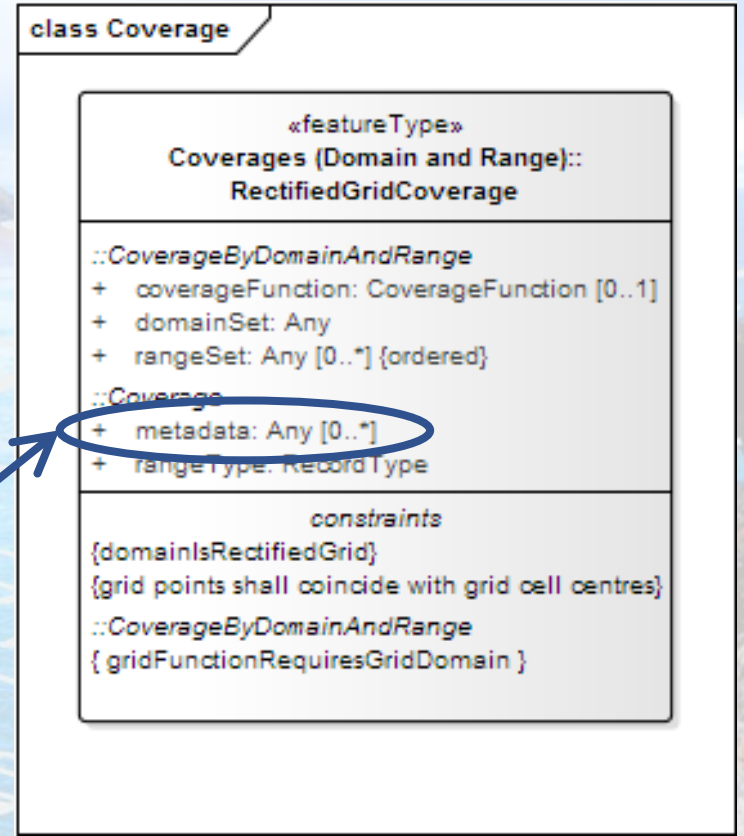 class Coverage
«featureType»
Coverages (Domain and Range)::
RectifiedGridCoverage
::CoverageByDomainAndRange
+ coverageFunction: CoverageFunction [0..1]
+ domainSet: Any
+ rangeSet: Any [0..*] {ordered}
::Coverage
+ metadata: Any [0..*]
+ rangeType: RecordType
constraints
{domainIsRectifiedGrid}
{grid points shall coincide with grid cell centres}
::CoverageByDomainAndRange
{ gridFunctionRequiresGridDomain }